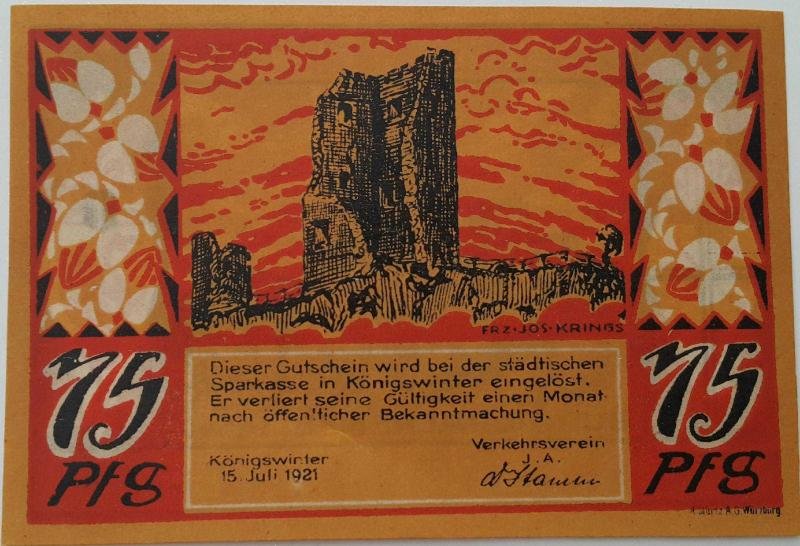 FRZ·JOS·KRINGS
75
Pfg
Dieser Gutschein wird bei der städtischen
Sparkasse in Königswinter eingelöst.
Er verliert seine Gültigkeit einen Monat
nach öffentlicher Bekanntmachung.
Königswinter
15. Juli 1921
Verkehrsverein
J. A.
75
Pfg
A.G. Würzburg